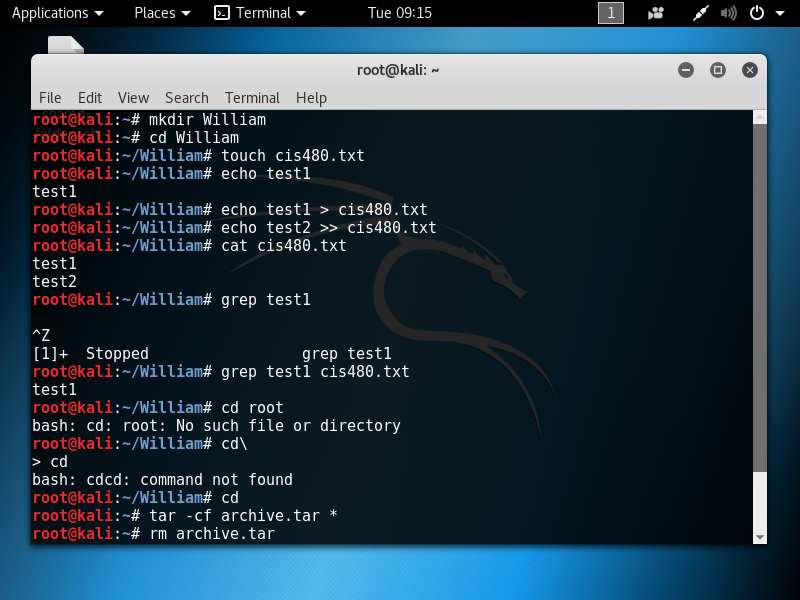 Applications Places Terminal Tue 09:15 1
root@kali: ~
File Edit View Search Terminal Help
root@kali:~# mkdir William
root@kali:~# cd William
root@kali:~/William# touch cis480.txt
root@kali:~/William# echo test1
test1
root@kali:~/William# echo test1 > cis480.txt
root@kali:~/William# echo test2 >> cis480.txt
root@kali:~/William# cat cis480.txt
test1
test2
root@kali:~/William# grep test1
^Z
[1]+  Stopped                 grep test1
root@kali:~/William# grep test1 cis480.txt
test1
root@kali:~/William# cd root
bash: cd: root: No such file or directory
root@kali:~/William# cd\
> cd
bash: cdcd: command not found
root@kali:~/William# cd
root@kali:~# tar -cf archive.tar *
root@kali:~# rm archive.tar